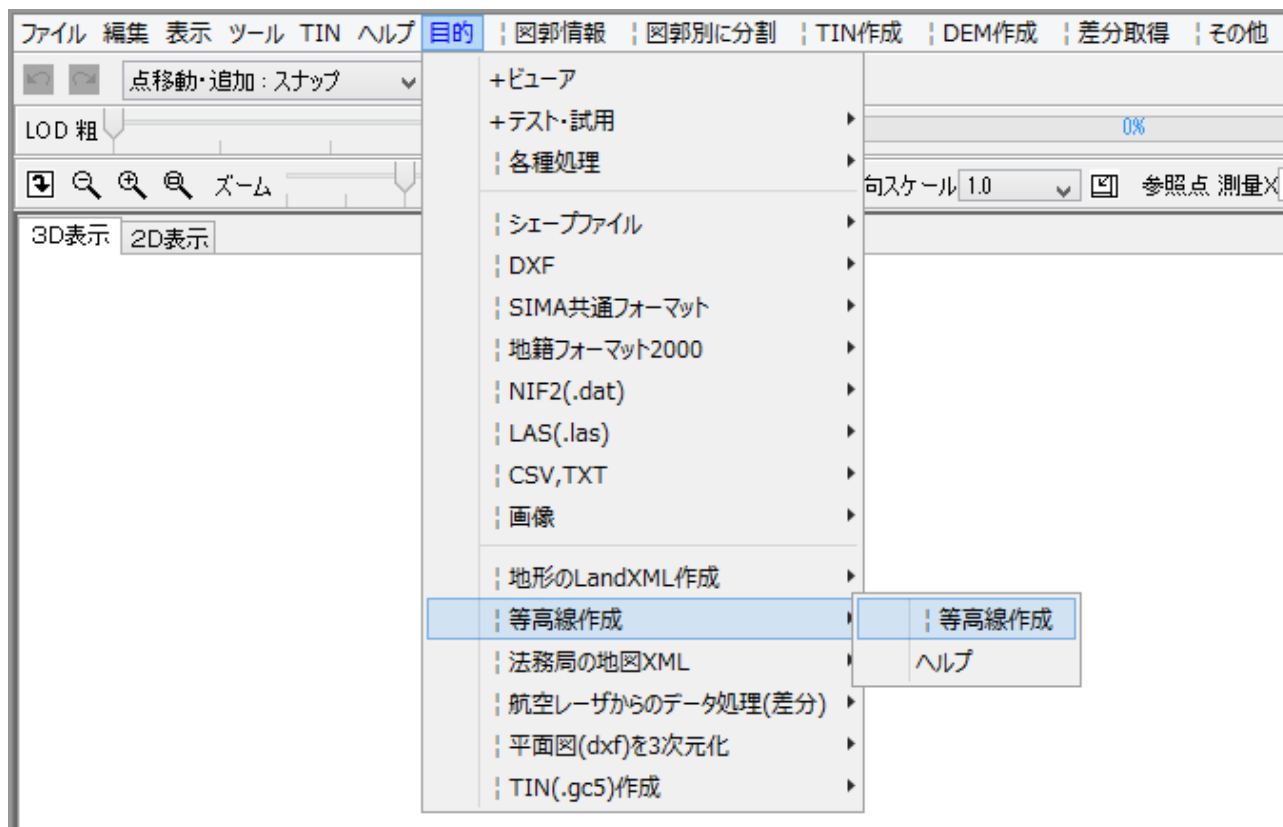 ファイル 編集 表示 ツール TIN ヘルプ 目的 ¦図郭情報 ¦図郭別に分割 ¦TIN作成 ¦DEM作成 ¦差分取得 ¦その他
点移動・追加：スナップ
LOD 粗
0%
ズーム
向スケール 1.0 参照点 測量X
3D表示 2D表示
+ビューア
+テスト・試用
¦各種処理
¦シェープファイル
¦DXF
¦SIMA共通フォーマット
¦地籍フォーマット2000
¦NIF2(.dat)
¦LAS(.las)
¦CSV,TXT
¦画像
¦地形のLandXML作成
¦等高線作成
¦法務局の地図XML
¦航空レーザからのデータ処理(差分)
¦平面図(dxf)を3次元化
¦TIN(.gc5)作成
¦等高線作成
ヘルプ